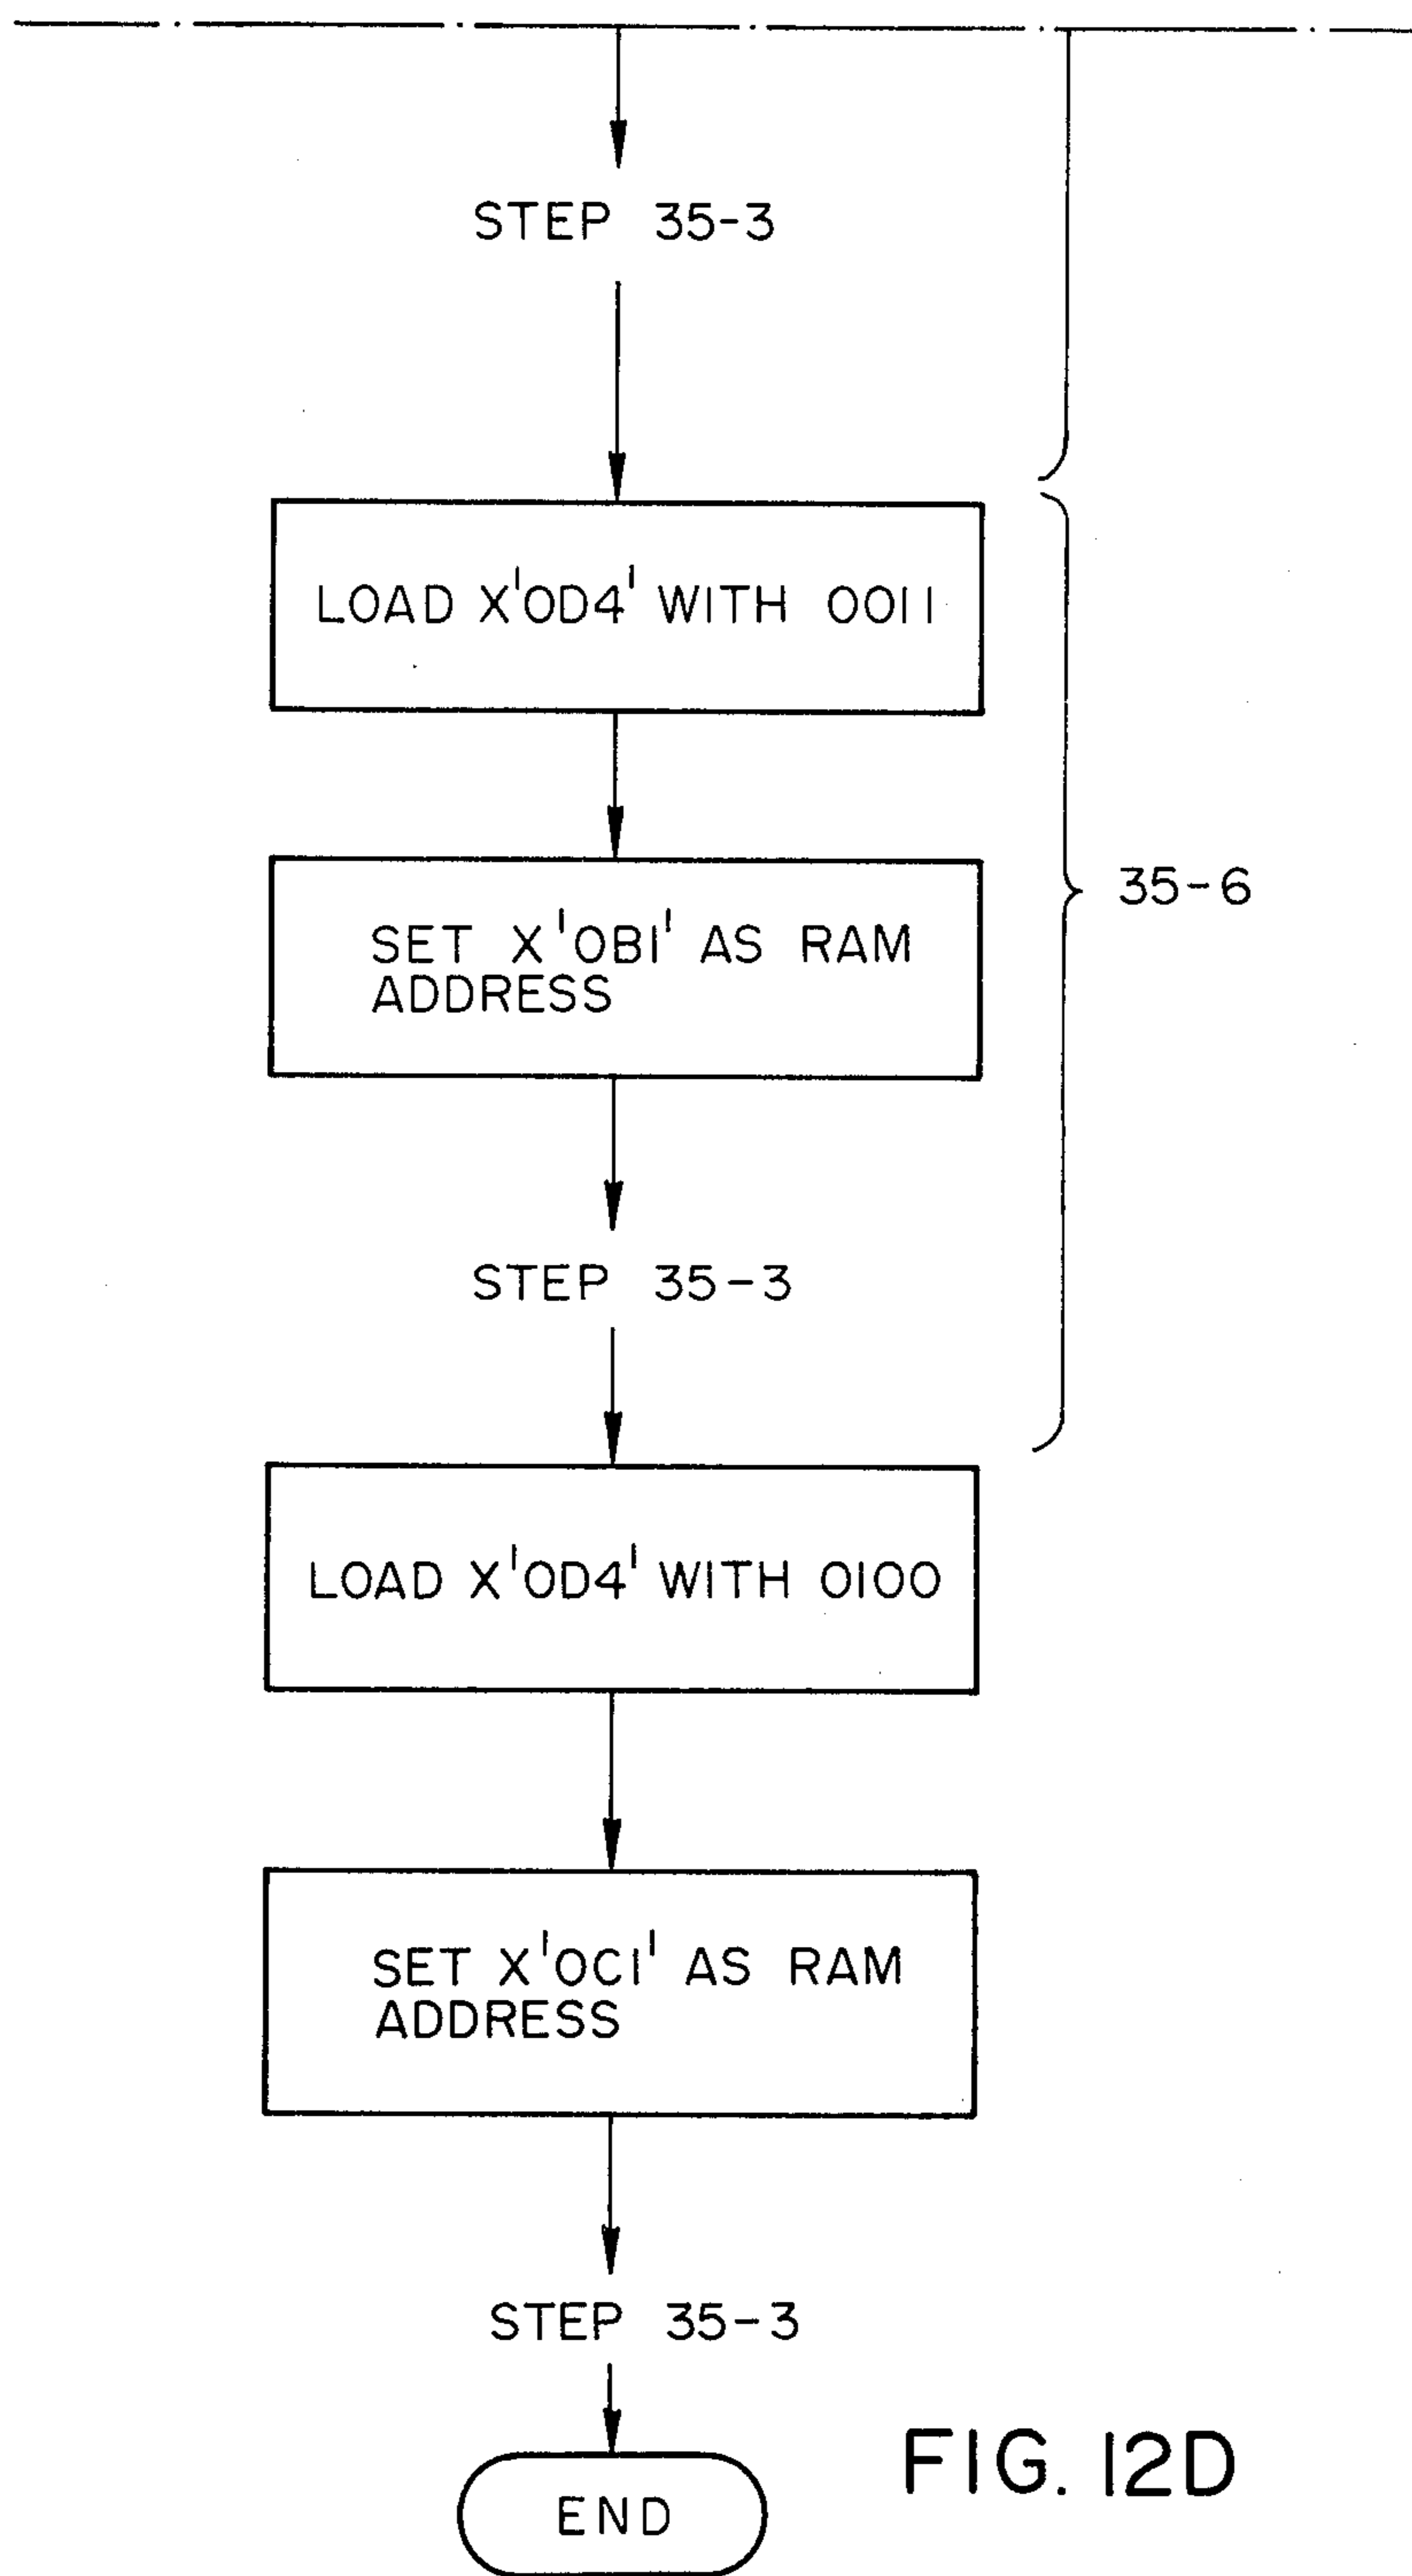 STEP 35-3
LOAD X'0D4' WITH 0011
SET X'0B1' AS RAM
ADDRESS
35-6
STEP 35-3
LOAD X'0D4' WITH 0100
SET X'0C1' AS RAM
ADDRESS
STEP 35-3
END
FIG. 12D